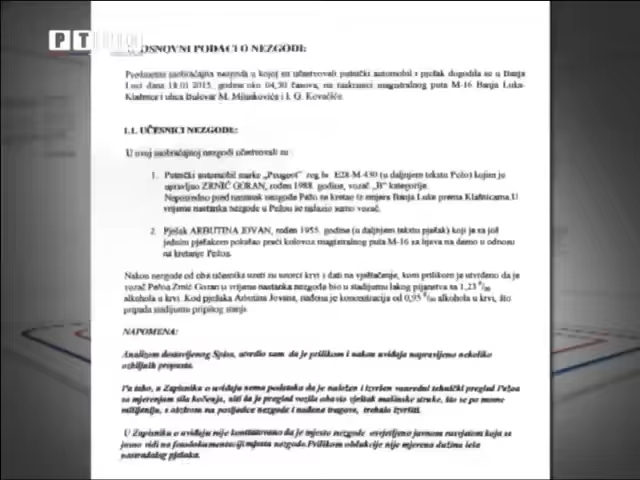 OSNOVNI PODACI O NEZGODI:
Predmetna saobraćajna nezgoda u kojoj su učestvovali putnički automobil i pješak dogodila se u Banja
Luci dana 18.01 2015. godine oko 04,30 časova, na raskrsnici magistralnog puta M-16 Banja Luka-
Klašnice i ulica Bulevar M. Milankovića i I. G. Kovačića.
1.1. UČESNICI NEZGODE:
U ovoj saobraćajnoj nezgodi učestvovali su
1. Putnički automobil marke „Peugeot" reg.br. E28-M-450 (u daljnjem tekstu Pežo) kojim je
upravljao ZRNIĆ GORAN, rođen 1988. godine, vozač „B" kategorije.
Neposredno pred nastanak nezgode Pežo se kretao iz smjera Banja Luke prema Klašnicama.U
vrijeme nastanka nezgode u Pežou se nalazio samo vozač.
2. Pješak ARBUTINA JOVAN, rođen 1955. godine (u daljnjem tekstu pješak) koji je sa još
jednim pješakom pokušao preći kolovoz magistralnog puta M-16 sa lijeva na desno u odnosu
na kretanje Pežoa.
Nakon nezgode od oba učesnika uzeti su uzorci krvi i dati na vještačenje, kom prilikom je utvrđeno da je
vozač Pežoa Zrnić Goran u vrijeme nastanka nezgode bio u stadijumu lakog pijanstva sa 1,23 ‰
alkohola u krvi. Kod pješaka Arbutina Jovana, nađena je koncentracija od 0,95 ‰ alkohola u krvi, što
pripada stadijumu pripitog stanja.
NAPOMENA:
Analizom dostavljenog Spisa, utvrdio sam da je prilikom i nakon uviđaja napravljeno nekoliko
ozbiljnih propusta.
Pa tako, u Zapisniku o uviđaju nema podataka da je naložen i izvršen vanredni tehnički pregled Pežoa
sa mjerenjem sila kočenja, niti da je pregled vozila obavio vještak mašinske struke, što se po mome
mišljenju, s obzirom na posljedice nezgode i nađene tragove, trebalo izvršiti.
U Zapisniku o uviđaju nije konstatovano da je mjesto nezgode osvjetljeno javnom rasvjetom koja se
jasno vidi na fotodokumentaciji mjesta nezgode.Prilikom obdukcije nije mjerena dužina leša
postradalog pješaka.